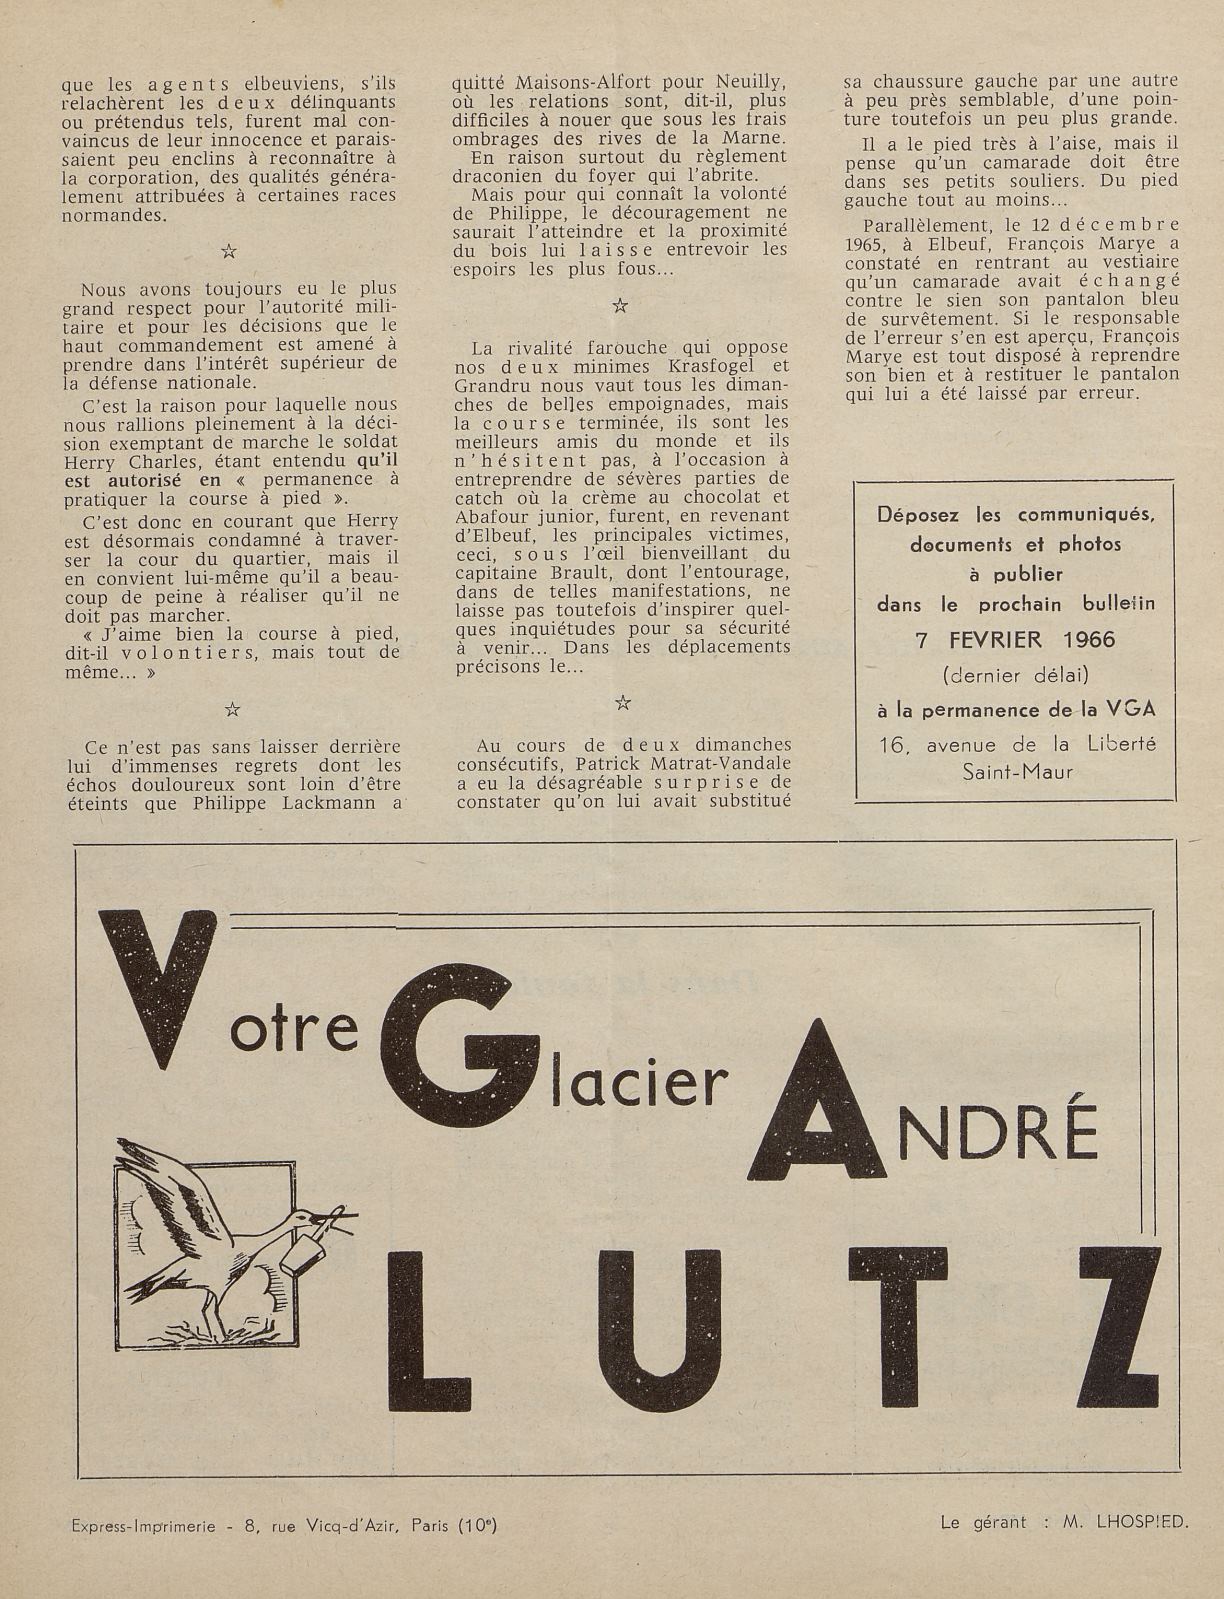 que les agents elbeuviens, s'ils
relachèrent les deux délinquants
ou prétendus tels, furent mal con-
vaincus de leur innocence et parais-
saient peu enclins à reconnaître à
la corporation, des qualités généra-
lement attribuées à certaines races
normandes.
☆
Nous avons toujours eu le plus
grand respect pour l'autorité mili-
taire et pour les décisions que le
haut commandement est amené à
prendre dans l'intérêt supérieur de
la défense nationale.
C'est la raison pour laquelle nous
nous rallions pleinement à la déci-
sion exemptant de marche le soldat
Herry Charles, étant entendu qu'il
est autorisé en « permanence à
pratiquer la course à pied ».
C'est donc en courant que Herry
est désormais condamné à traver-
ser la cour du quartier, mais il
en convient lui-même qu'il a beau-
coup de peine à réaliser qu'il ne
doit pas marcher.
« J'aime bien la course à pied,
dit-il volontiers, mais tout de
même... »
☆
Ce n'est pas sans laisser derrière
lui d'immenses regrets dont les
échos douloureux sont loin d'être
éteints que Philippe Lackmann a
quitté Maisons-Alfort pour Neuilly,
où les relations sont, dit-il, plus
difficiles à nouer que sous les frais
ombrages des rives de la Marne.
En raison surtout du règlement
draconien du foyer qui l'abrite.
Mais pour qui connaît la volonté
de Philippe, le découragement ne
saurait l'atteindre et la proximité
du bois lui laisse entrevoir les
espoirs les plus fous...
☆
La rivalité farouche qui oppose
nos deux minimes Krasfogel et
Grandru nous vaut tous les diman-
ches de belles empoignades, mais
la course terminée, ils sont les
meilleurs amis du monde et ils
n'hésitent pas, à l'occasion à
entreprendre de sévères parties de
catch où la crème au chocolat et
Abafour junior, furent, en revenant
d'Elbeuf, les principales victimes,
ceci, sous l'œil bienveillant du
capitaine Brault, dont l'entourage,
dans de telles manifestations, ne
laisse pas toutefois d'inspirer quel-
ques inquiétudes pour sa sécurité
à venir... Dans les déplacements
précisons le...
☆
Au cours de deux dimanches
consécutifs, Patrick Matrat-Vandale
a eu la désagréable surprise de
constater qu'on lui avait substitué
sa chaussure gauche par une autre
à peu près semblable, d'une poin-
ture toutefois un peu plus grande.
Il a le pied très à l'aise, mais il
pense qu'un camarade doit être
dans ses petits souliers. Du pied
gauche tout au moins...
Parallèlement, le 12 décembre
1965, à Elbeuf, François Marye a
constaté en rentrant au vestiaire
qu'un camarade avait échangé
contre le sien son pantalon bleu
de survêtement. Si le responsable
de l'erreur s'en est aperçu, François
Marye est tout disposé à reprendre
son bien et à restituer le pantalon
qui lui a été laissé par erreur.
Déposez les communiqués,
documents et photos
à publier
dans le prochain bulletin
7 FEVRIER 1966
(dernier délai)
à la permanence de la VGA
16, avenue de la Liberté
Saint-Maur
Votre Glacier ANDRÉ
LUTZ
Express-Imprimerie - 8, rue Vicq-d'Azir, Paris (10e)
Le gérant : M. LHOSPIED.